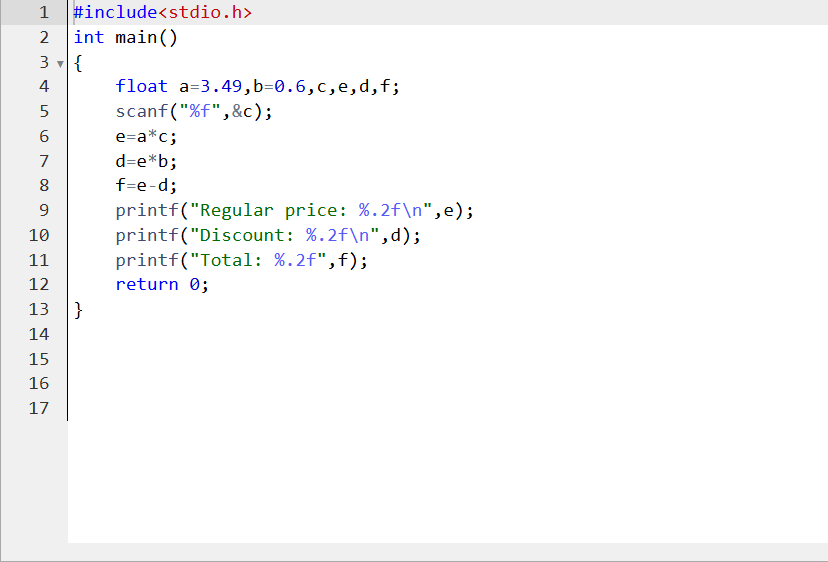 1 #include<stdio.h>
2 int main()
3 {
4     float a=3.49,b=0.6,c,e,d,f;
5     scanf("%f",&c);
6     e=a*c;
7     d=e*b;
8     f=e-d;
9     printf("Regular price: %.2f\n",e);
10     printf("Discount: %.2f\n",d);
11     printf("Total: %.2f",f);
12     return 0;
13 }
14
15
16
17